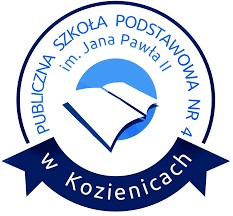 PUBLICZNA SZKOŁA PODSTAWOWA NR 4
im. Jana Pawła II
w Kozienicach